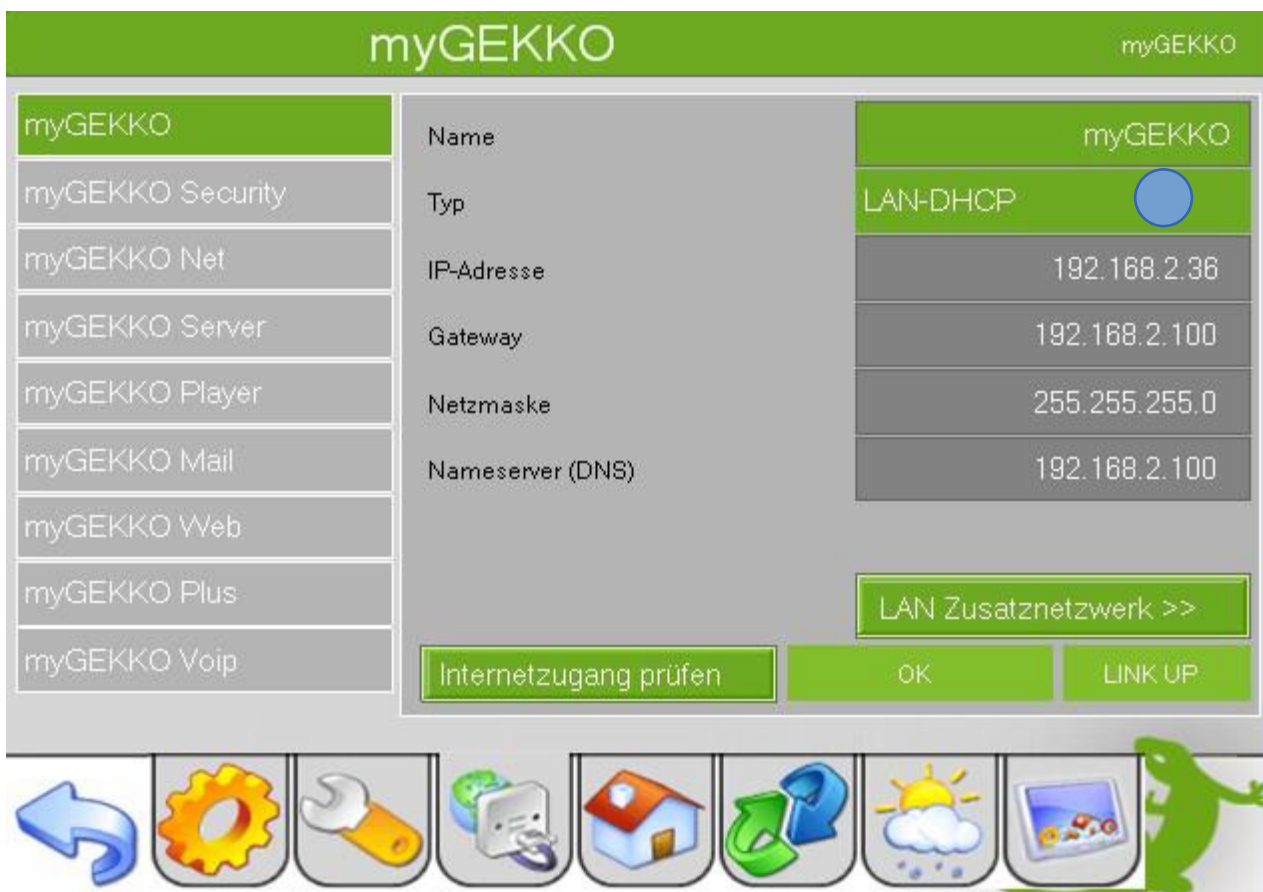 myGEKKO
myGEKKO
myGEKKO
myGEKKO Security
myGEKKO Net
myGEKKO Server
myGEKKO Player
myGEKKO Mail
myGEKKO Web
myGEKKO Plus
myGEKKO Voip
Name myGEKKO
Typ LAN-DHCP
IP-Adresse 192.168.2.36
Gateway 192.168.2.100
Netzmaske 255.255.255.0
Nameserver (DNS) 192.168.2.100
LAN Zusatznetzwerk >>
Internetzugang prüfen OK LINK UP